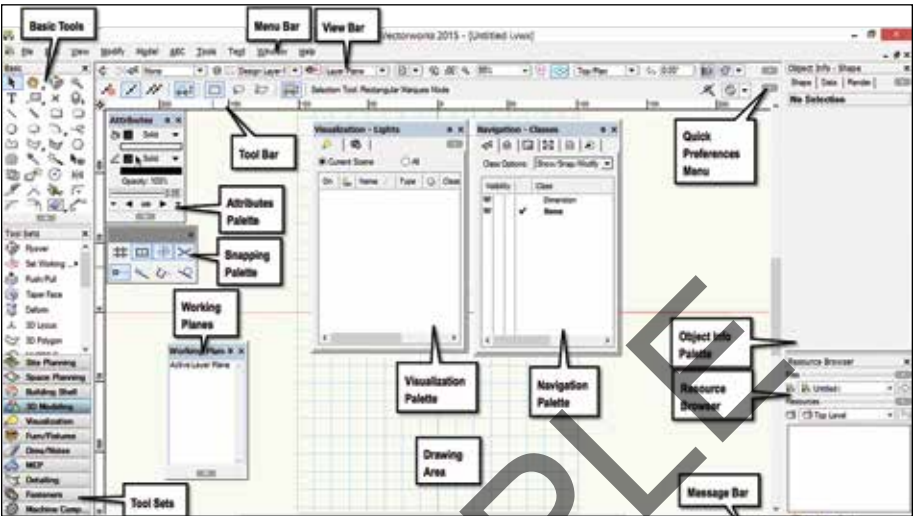 Basic Tools
Menu Bar
View Bar
Vectorworks 2015 - [Untitled
File
View
Modify
Model
AEC
Tools
Text
Window
Help
Basic
None
Design Layer-1
Layer Plane
Top/Plan
0.00°
Selection Tool: Rectangular Marquee Mode
Object Info - Shape
Shape
Data
Render
No Selection
Attributes
Solid
Solid
Opacity: 100%
Tool Bar
Attributes
Palette
Snapping
Palette
Visualization - Lights
Current Scene
All
On
Name
Type
Navigation - Classes
Class Options:
Show/Snap/Modify
Visibility
Class
Dimension
None
Quick
Preferences
Menu
Tool Sets
Flyover
Set Working
Push/Pull
Taper Face
Deform
3D Locus
3D Polygon
Site Planning
Space Planning
Building Shell
3D Modeling
Visualization
Furn/Fixtures
Dims/Notes
MEP
Detailing
Fasteners
Machine Comp...
Tool Sets
Working
Planes
Active Layer Plane
Visualization
Palette
Navigation
Palette
Drawing
Area
Object Info
Palette
Resource
Browser
Resource Browser
Files
Untitled
Resources
Top Level
Message Bar
SAMPLE